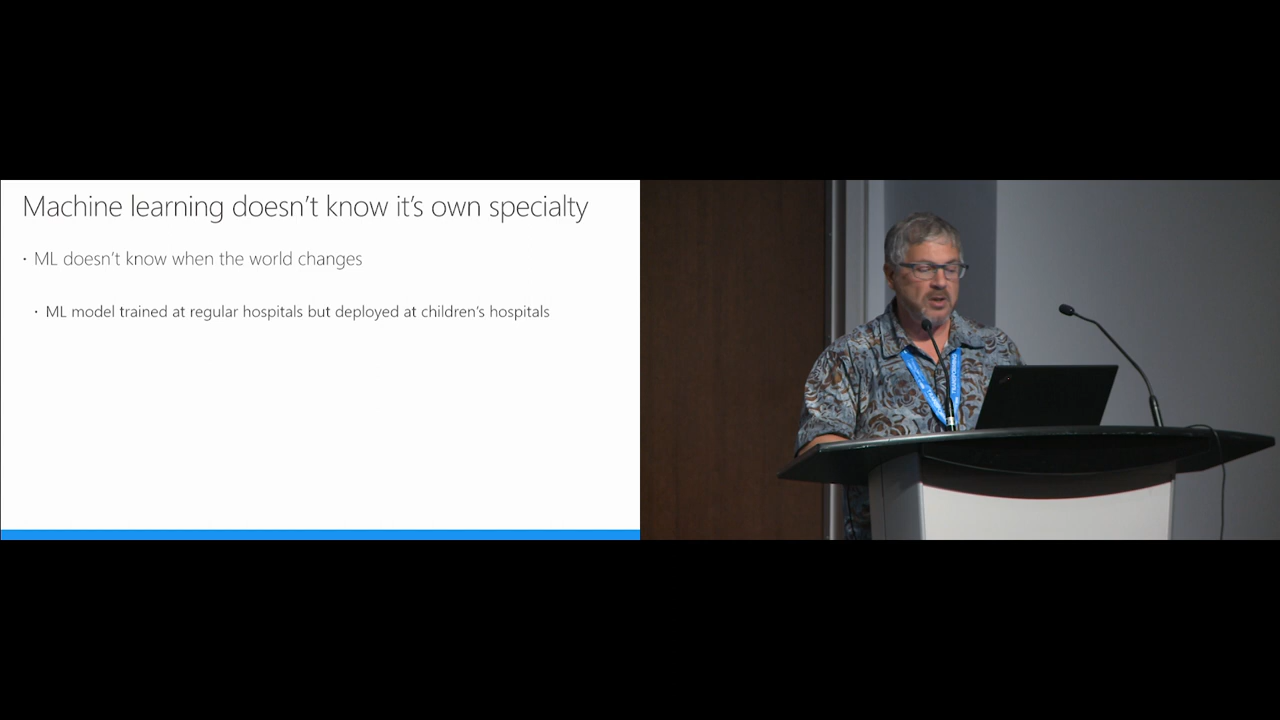 Machine learning doesn't know it's own specialty
· ML doesn't know when the world changes
· ML model trained at regular hospitals but deployed at children's hospitals